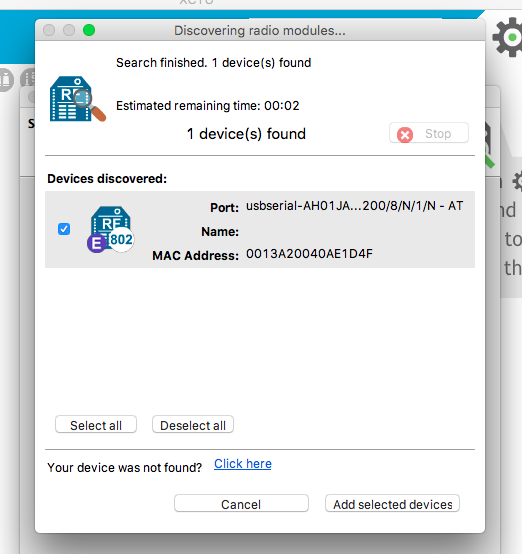 XCTU
Discovering radio modules...
Search finished. 1 device(s) found
Estimated remaining time: 00:02
1 device(s) found
Stop
S
Devices discovered:
Port: usbserial-AH01JA...200/8/N/1/N - AT
Name:
MAC Address: 0013A20040AE1D4F
RF
E
802
nd
to
th
Select all
Deselect all
Your device was not found? Click here
Cancel
Add selected devices